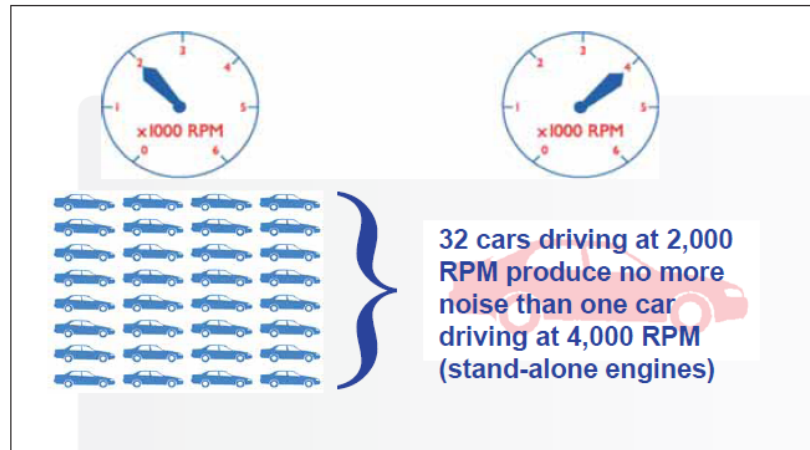 3
2
4
1
5
x1000 RPM
0
6
3
2
4
1
5
x1000 RPM
0
6
32 cars driving at 2,000
RPM produce no more
noise than one car
driving at 4,000 RPM
(stand-alone engines)